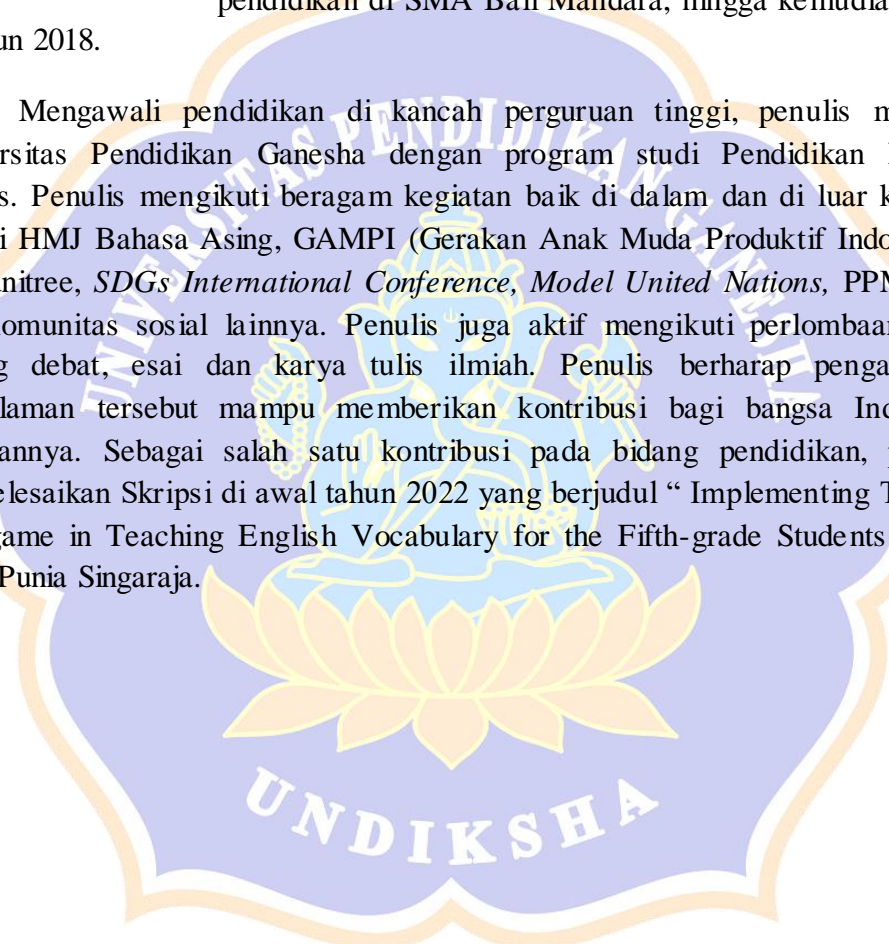 pendidikan di SMA Bali Mandara, hingga kemudia
un 2018.
Mengawali pendidikan di kancah perguruan tinggi, penulis m
rsitas Pendidikan Ganesha dengan program studi Pendidikan
s. Penulis mengikuti beragam kegiatan baik di dalam dan di luar k
i HMJ Bahasa Asing, GAMPI (Gerakan Anak Muda Produktif Indo
nitree, SDGs International Conference, Model United Nations, PPM
omunitas sosial lainnya. Penulis juga aktif mengikuti perlombaan
g debat, esai dan karya tulis ilmiah. Penulis berharap penga
laman tersebut mampu memberikan kontribusi bagi bangsa Ind
annya. Sebagai salah satu kontribusi pada bidang pendidikan, p
elesaikan Skripsi di awal tahun 2022 yang berjudul “ Implementing T
game in Teaching English Vocabulary for the Fifth-grade Students
Punia Singaraja.
UNIVERSITAS PENDIDIKAN GANESHA
UNDIKSHA